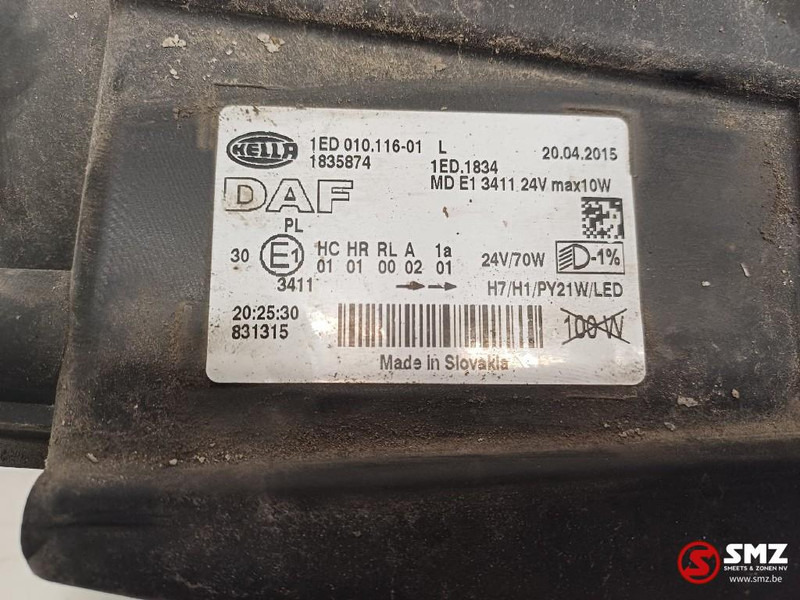 HELLA 1ED 010.116-01 L 20.04.2015
1835874 1ED.1834
DAF MD E1 3411 24V max10W
PL
30 E1 HC HR RL A 1a 24V/70W -1%
01 01 00 02 01
3411 H7/H1/PY21W/LED
20:25:30 100 W
831315
Made in Slovakia
SMZ
SHEETS & ZONEN NV
www.smz.be